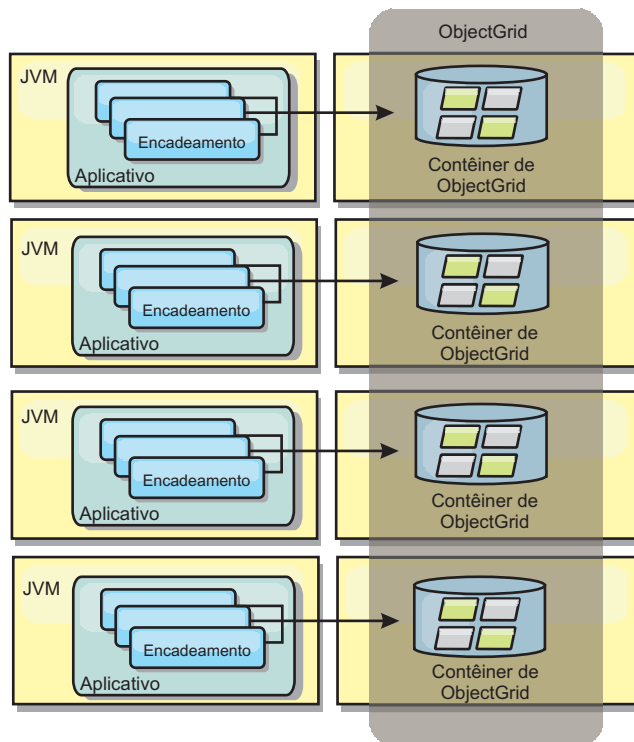 ObjectGrid
JVM
Encadeamento
Aplicativo
Contêiner de
ObjectGrid
JVM
Encadeamento
Aplicativo
Contêiner de
ObjectGrid
JVM
Encadeamento
Aplicativo
Contêiner de
ObjectGrid
JVM
Encadeamento
Aplicativo
Contêiner de
ObjectGrid